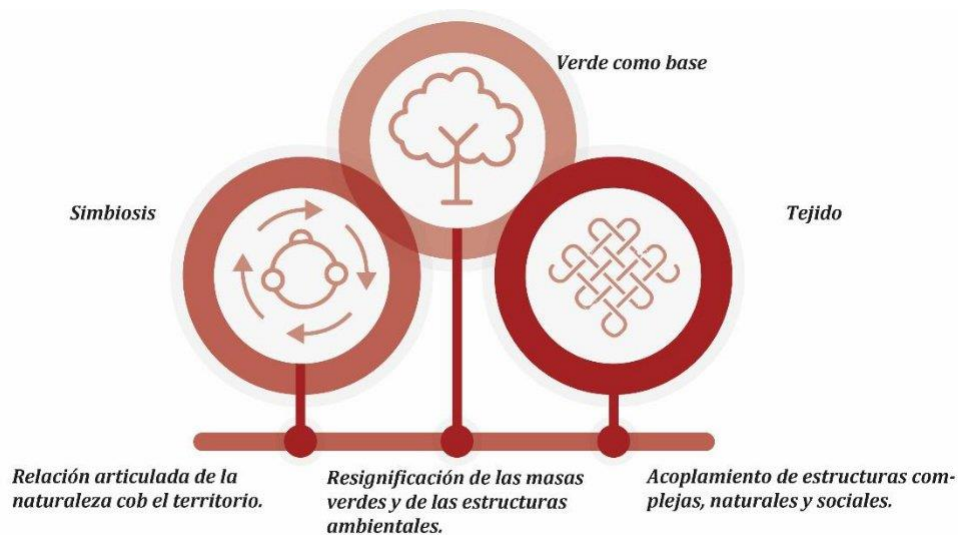 Verde como base
Simbiosis
Tejido
Relación articulada de la
naturaleza cob el territorio.
Resignificación de las masas
verdes y de las estructuras
ambientales.
Acoplamiento de estructuras com-
plejas, naturales y sociales.